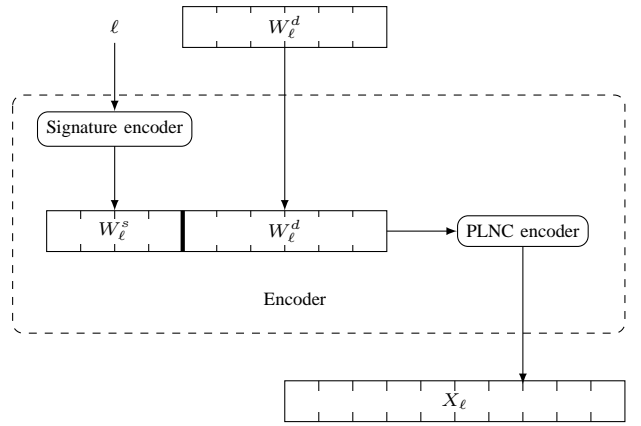 ℓ
W_ℓ^d
Signature encoder
W_ℓ^s W_ℓ^d
PLNC encoder
Encoder
X_ℓ